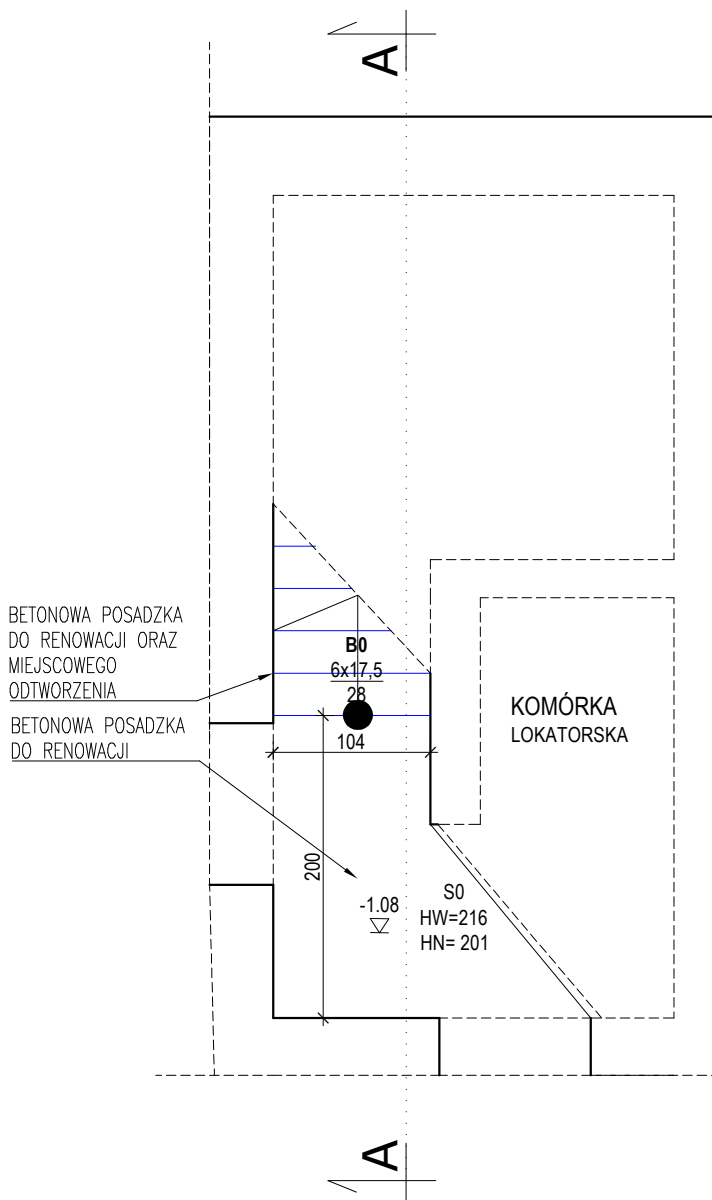 A
BETONOWA POSADZKA
DO RENOWACJI ORAZ
MIEJSCOWEGO
ODTWORZENIA
BETONOWA POSADZKA
DO RENOWACJI
B0
6x17,5
28
104
200
KOMÓRKA
LOKATORSKA
-1.08
S0
HW=216
HN= 201
A